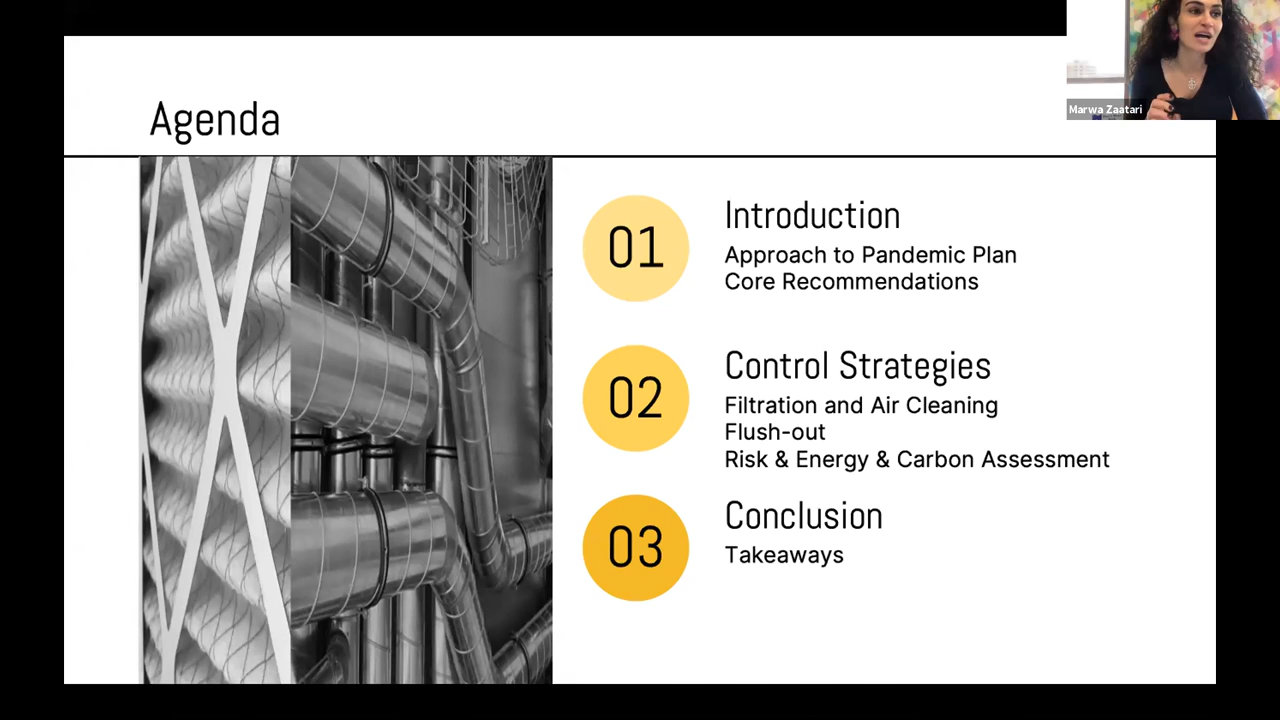 Agenda
Marwa Zaatari
01
Introduction
Approach to Pandemic Plan
Core Recommendations
02
Control Strategies
Filtration and Air Cleaning
Flush-out
Risk & Energy & Carbon Assessment
03
Conclusion
Takeaways